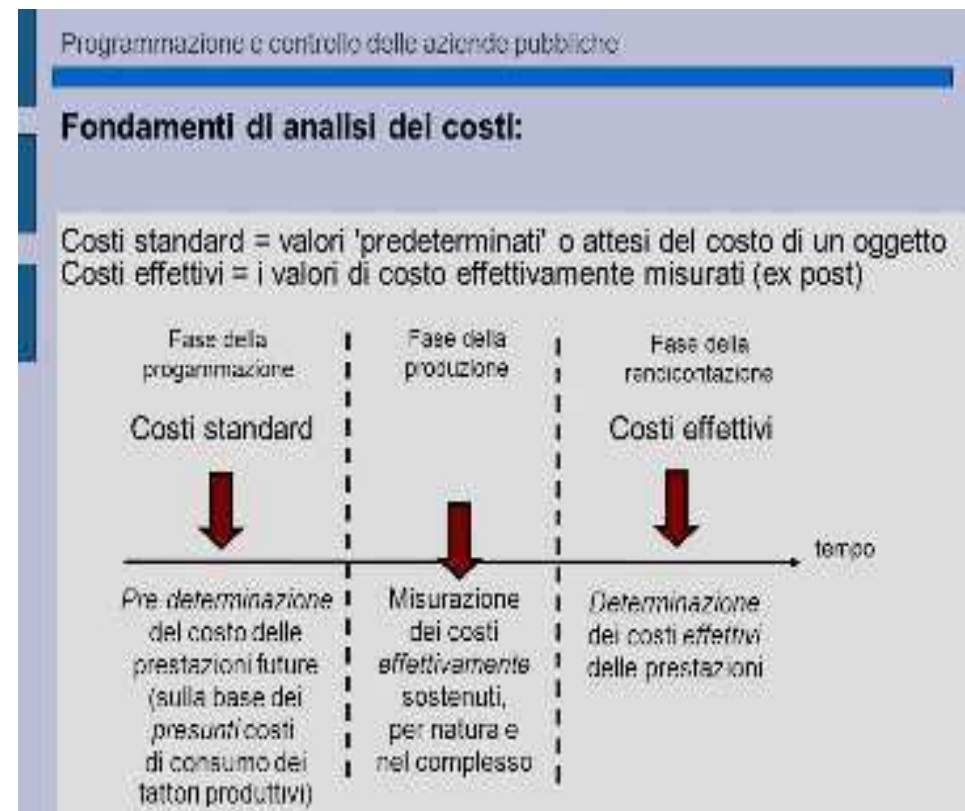 Programmazione e controllo delle aziende pubbliche
Fondamenti di analisi dei costi:
Costi standard = valori 'predeterminati' o attesi del costo di un oggetto
Costi effettivi = i valori di costo effettivamente misurati (ex post)
Fase della
progammazione
Costi standard
Fase della
produzione
Fase della
rendicontazione
Costi effettivi
tempo
Pre determinazione
del costo delle
prestazioni future
(sulla base dei
presunti costi
di consumo dei
fattori produttivi)
Misurazione
dei costi
effettivamente
sostenuti,
per natura e
nel complesso
Determinazione
dei costi effettivi
delle prestazioni